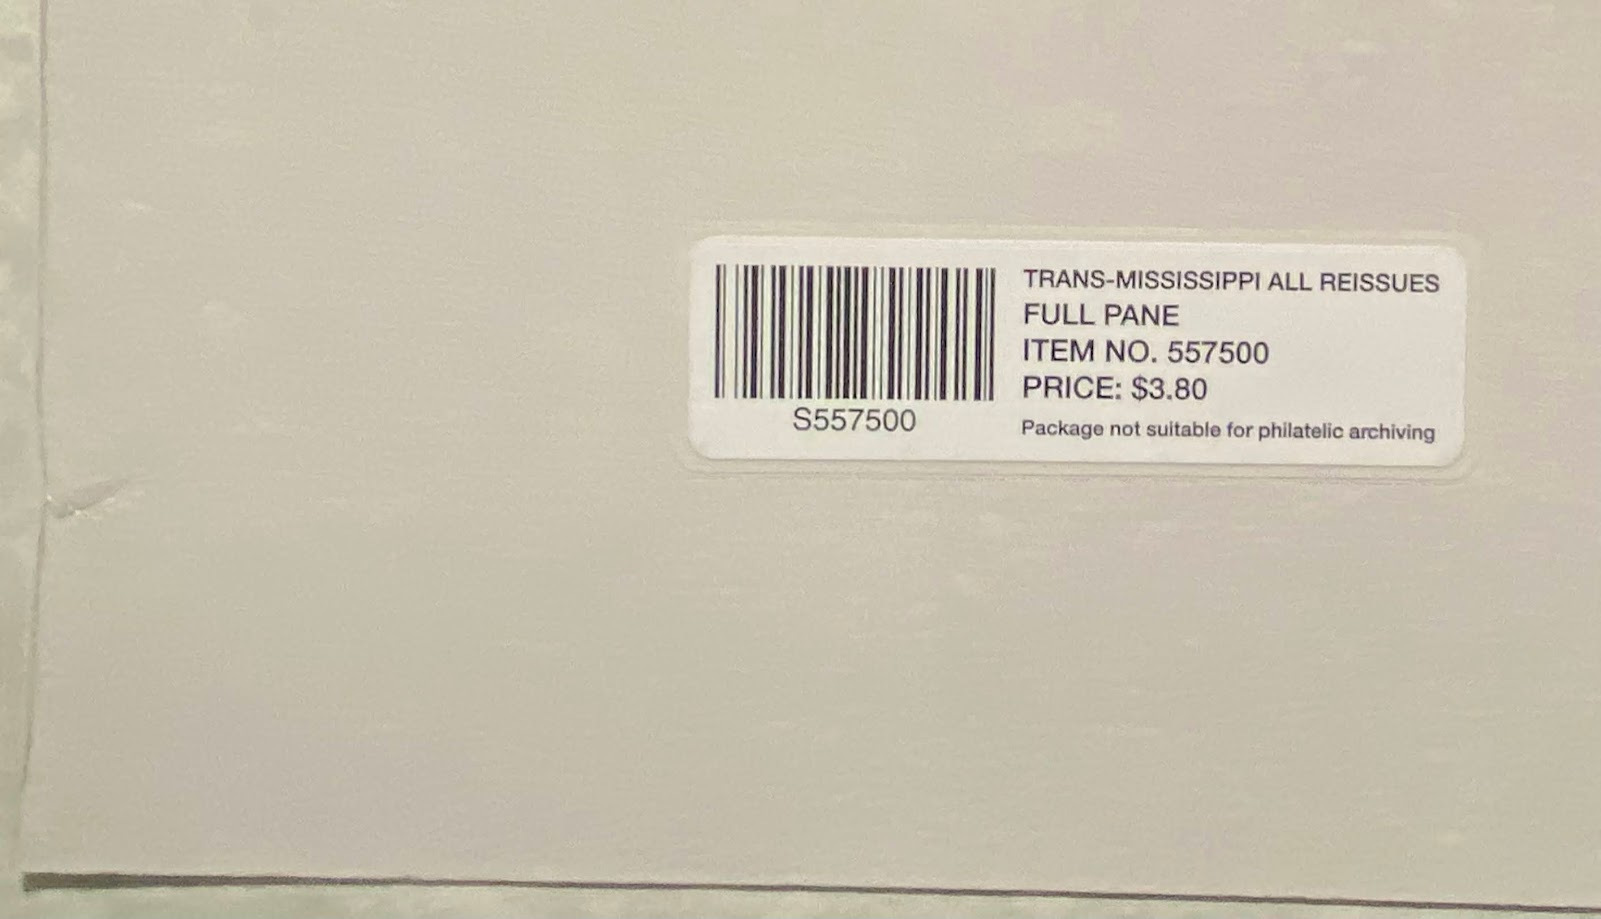 TRANS-MISSISSIPPI ALL REISSUES
FULL PANE
ITEM NO. 557500
PRICE: $3.80
Package not suitable for philatelic archiving
S557500